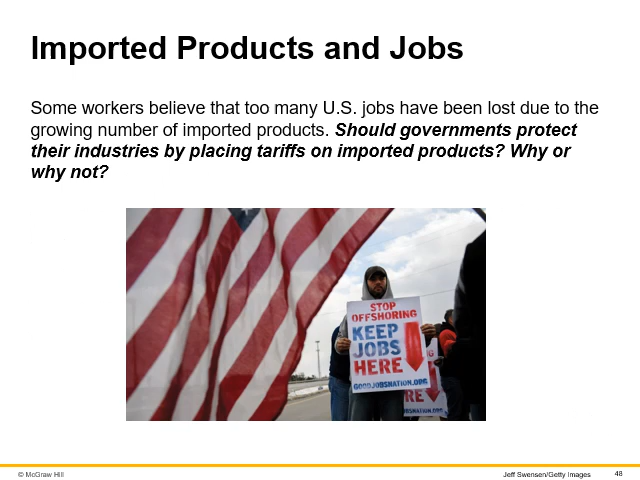 Imported Products and Jobs
Some workers believe that too many U.S. jobs have been lost due to the
growing number of imported products. Should governments protect
their industries by placing tariffs on imported products? Why or
why not?
STOP
OFFSHORING
KEEP
JOBS
HERE
GOODJOBSNATION.ORG
RE
JOBSNATION.ORG
© McGraw Hill
Jeff Swensen/Getty Images
48